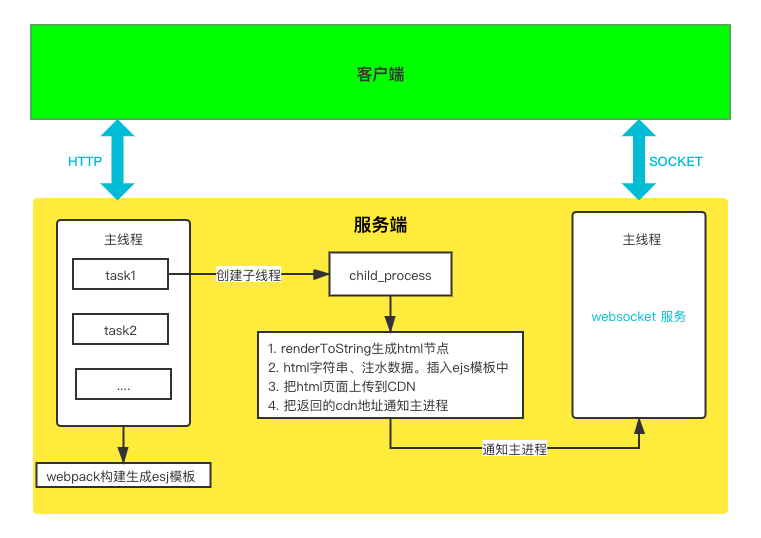 客户端
HTTP
SOCKET
服务端
主线程
task1
task2
....
webpack构建生成esj模板
创建子线程
child_process
1. renderToString生成html节点
2. html字符串、注水数据。插入ejs模板中
3. 把html页面上传到CDN
4. 把返回的cdn地址通知主进程
通知主进程
主线程
websocket 服务